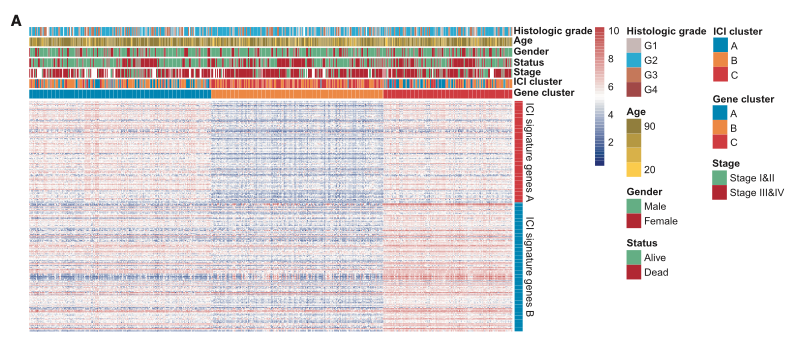 A
Histologic grade
Age
Gender
Status
Stage
ICI cluster
Gene cluster
ICI signature genes A
ICI signature genes B
10
8
6
4
2
Histologic grade
G1
G2
G3
G4
Age
90
20
Gender
Male
Female
Status
Alive
Dead
ICI cluster
A
B
C
Gene cluster
A
B
C
Stage
Stage I&II
Stage III&IV